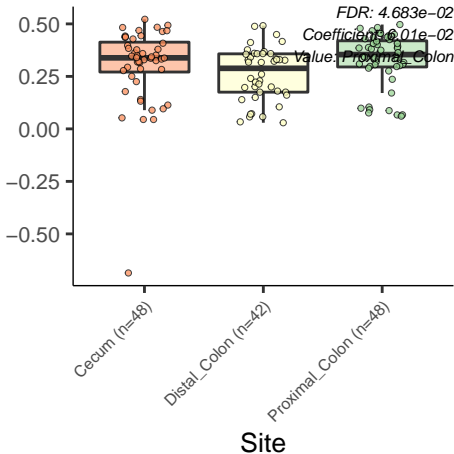 FDR: 4.683e−02
Coefficient: 6.01e−02
Value: Proximal_Colon
0.50
0.25
0.00
−0.25
−0.50
Cecum (n=48)
Distal_Colon (n=42)
Proximal_Colon (n=48)
Site